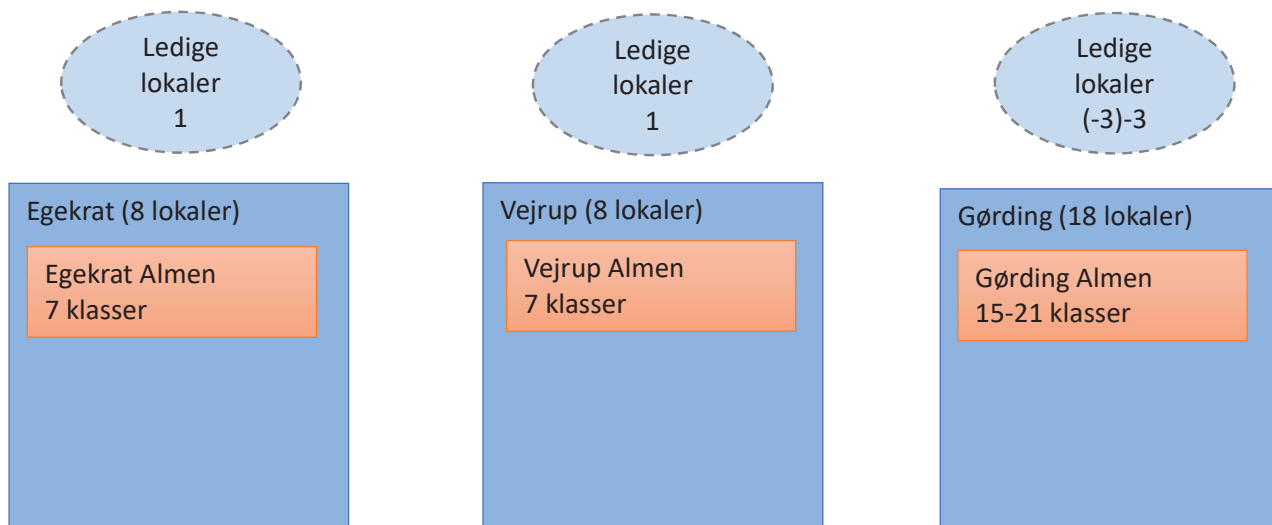 Ledige
lokaler
1
Ledige
lokaler
1
Ledige
lokaler
(-3)-3
Egekrat (8 lokaler)
Egekrat Almen
7 klasser
Vejrup (8 lokaler)
Vejrup Almen
7 klasser
Gørding (18 lokaler)
Gørding Almen
15-21 klasser